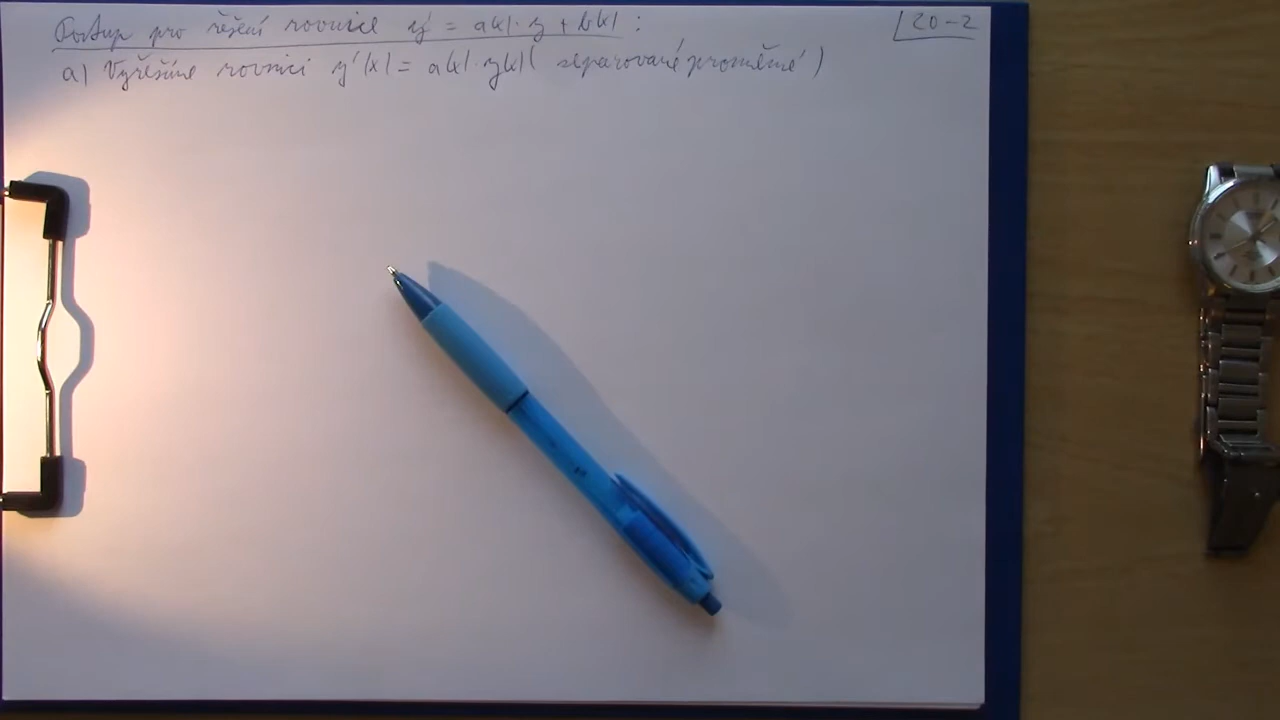 Postup pro řešení rovnice y' = a(x)·y + b(x) :
20-2
a) Vyřešíme rovnici y'(x) = a(x)·y(x) ( separované proměnné )